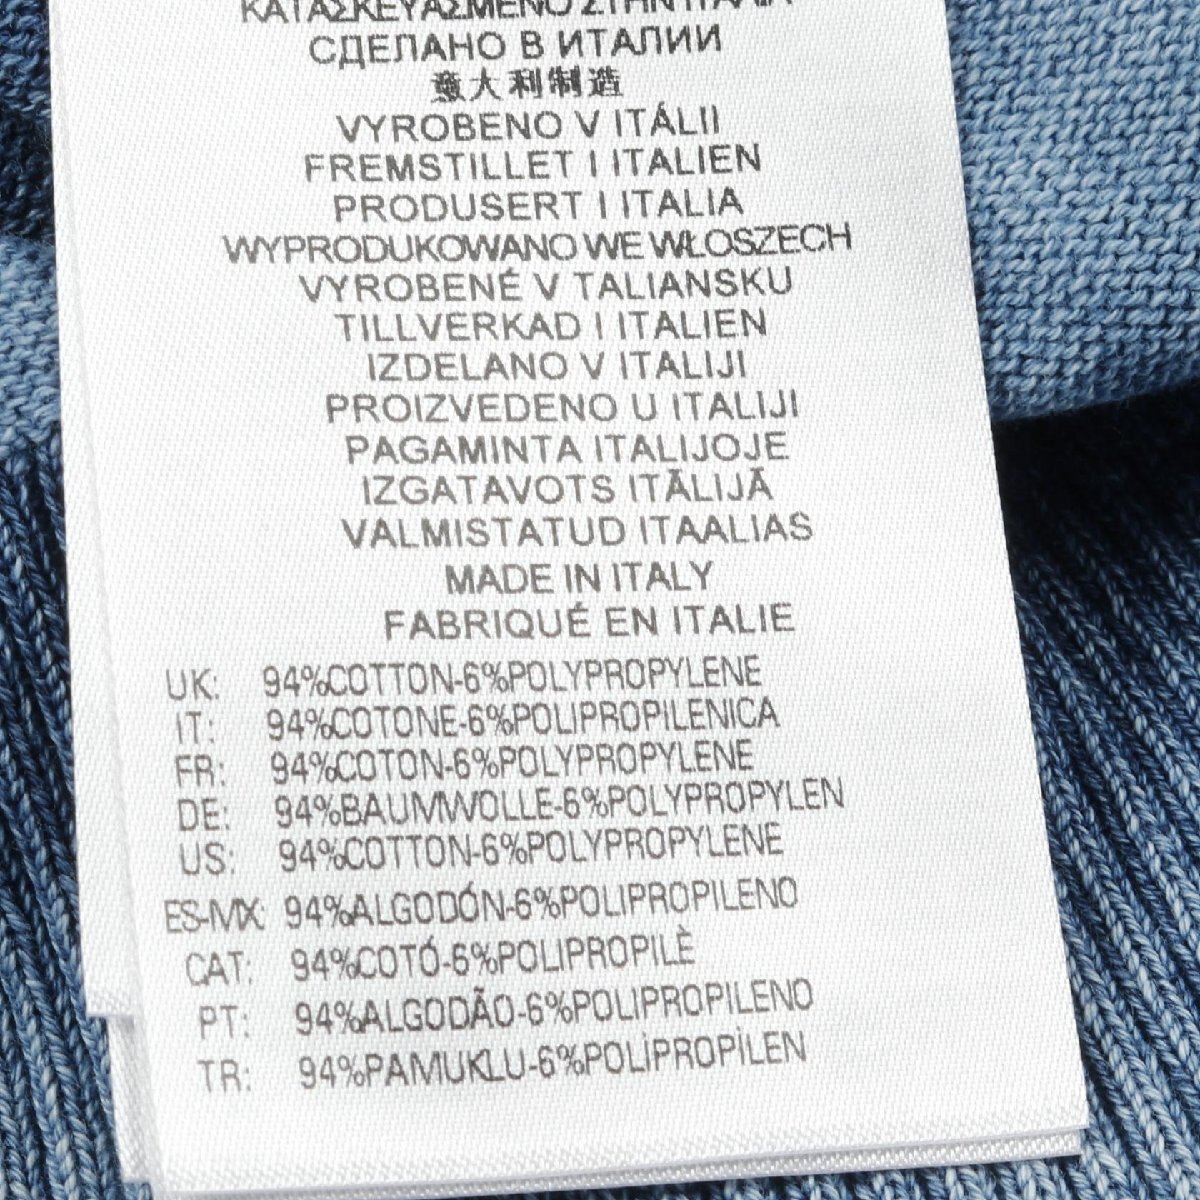 ΚΑΤΑΣΚΕΥΑΣΜΕΝΟ ΣΤΗΝ ΙΤΑΛΙΑ
СДЕЛАНО В ИТАЛИИ
意大利制造
VYROBENO V ITÁLII
FREMSTILLET I ITALIEN
PRODUSERT I ITALIA
WYPRODUKOWANO WE WŁOSZECH
VYROBENÉ V TALIANSKU
TILLVERKAD I ITALIEN
IZDELANO V ITALIJI
PROIZVEDENO U ITALIJI
PAGAMINTA ITALIJOJE
IZGATAVOTS ITĀLIJĀ
VALMISTATUD ITAALIAS
MADE IN ITALY
FABRIQUÉ EN ITALIE
UK: 94%COTTON-6%POLYPROPYLENE
IT: 94%COTONE-6%POLIPROPILENICA
FR: 94%COTON-6%POLYPROPYLENE
DE: 94%BAUMWOLLE-6%POLYPROPYLEN
US: 94%COTTON-6%POLYPROPYLENE
ES-MX: 94%ALGODÓN-6%POLIPROPILENO
CAT: 94%COTÓ-6%POLIPROPILÈ
PT: 94%ALGODÃO-6%POLIPROPILENO
TR: 94%PAMUKLU-6%POLİPROPİLEN